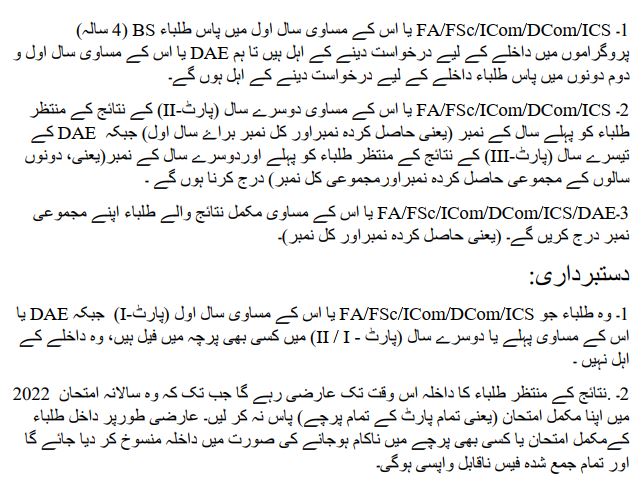 1۔ FA/FSc/ICom/DCom/ICS یا اس کے مساوی سال اول میں پاس طلباء BS (4 سالہ)
پروگراموں میں داخلے کے لیے درخواست دینے کے اہل ہیں تا ہم DAE یا اس کے مساوی سال اول و
دوم دونوں میں پاس طلباء داخلے کے لیے درخواست دینے کے اہل ہوں گے۔
2۔ FA/FSc/ICom/DCom/ICS یا اس کے مساوی دوسرے سال (پارٹ-II) کے نتائج کے منتظر
طلباء کو پہلے سال کے نمبر (یعنی حاصل کردہ نمبراور کل نمبر براۓ سال اول) جبکہ DAE کے
تیسرے سال (پارٹ-III) کے نتائج کے منتظر طلباء کو پہلے اوردوسرے سال کے نمبر(یعنی، دونوں
سالوں کے مجموعی حاصل کردہ نمبراورمجموعی کل نمبر) درج کرنا ہوں گے ۔
3۔FA/FSc/ICom/DCom/ICS/DAE یا اس کے مساوی مکمل نتائج والے طلباء اپنے مجموعی
نمبر درج کریں گے۔ (یعنی حاصل کردہ نمبراور کل نمبر)۔
دستبرداری:
1۔ وہ طلباء جو FA/FSc/ICom/DCom/ICS یا اس کے مساوی سال اول (پارٹ-I) جبکہ DAE یا
اس کے مساوی پہلے یا دوسرے سال (پارٹ - II / I) میں کسی بھی پرچہ میں فیل ہیں، وہ داخلے کے
اہل نہیں ۔
2۔ .نتائج کے منتظر طلباء کا داخلہ اس وقت تک عارضی رہے گا جب تک کہ وہ سالانہ امتحان 2022
میں اپنا مکمل امتحان (یعنی تمام پارٹ کے تمام پرچے) پاس نہ کر لیں۔ عارضی طورپر داخل طلباء
کےمکمل امتحان یا کسی بھی پرچے میں ناکام ہوجانے کی صورت میں داخلہ منسوخ کر دیا جائے گا
اور تمام جمع شدہ فیس ناقابل واپسی ہوگی۔